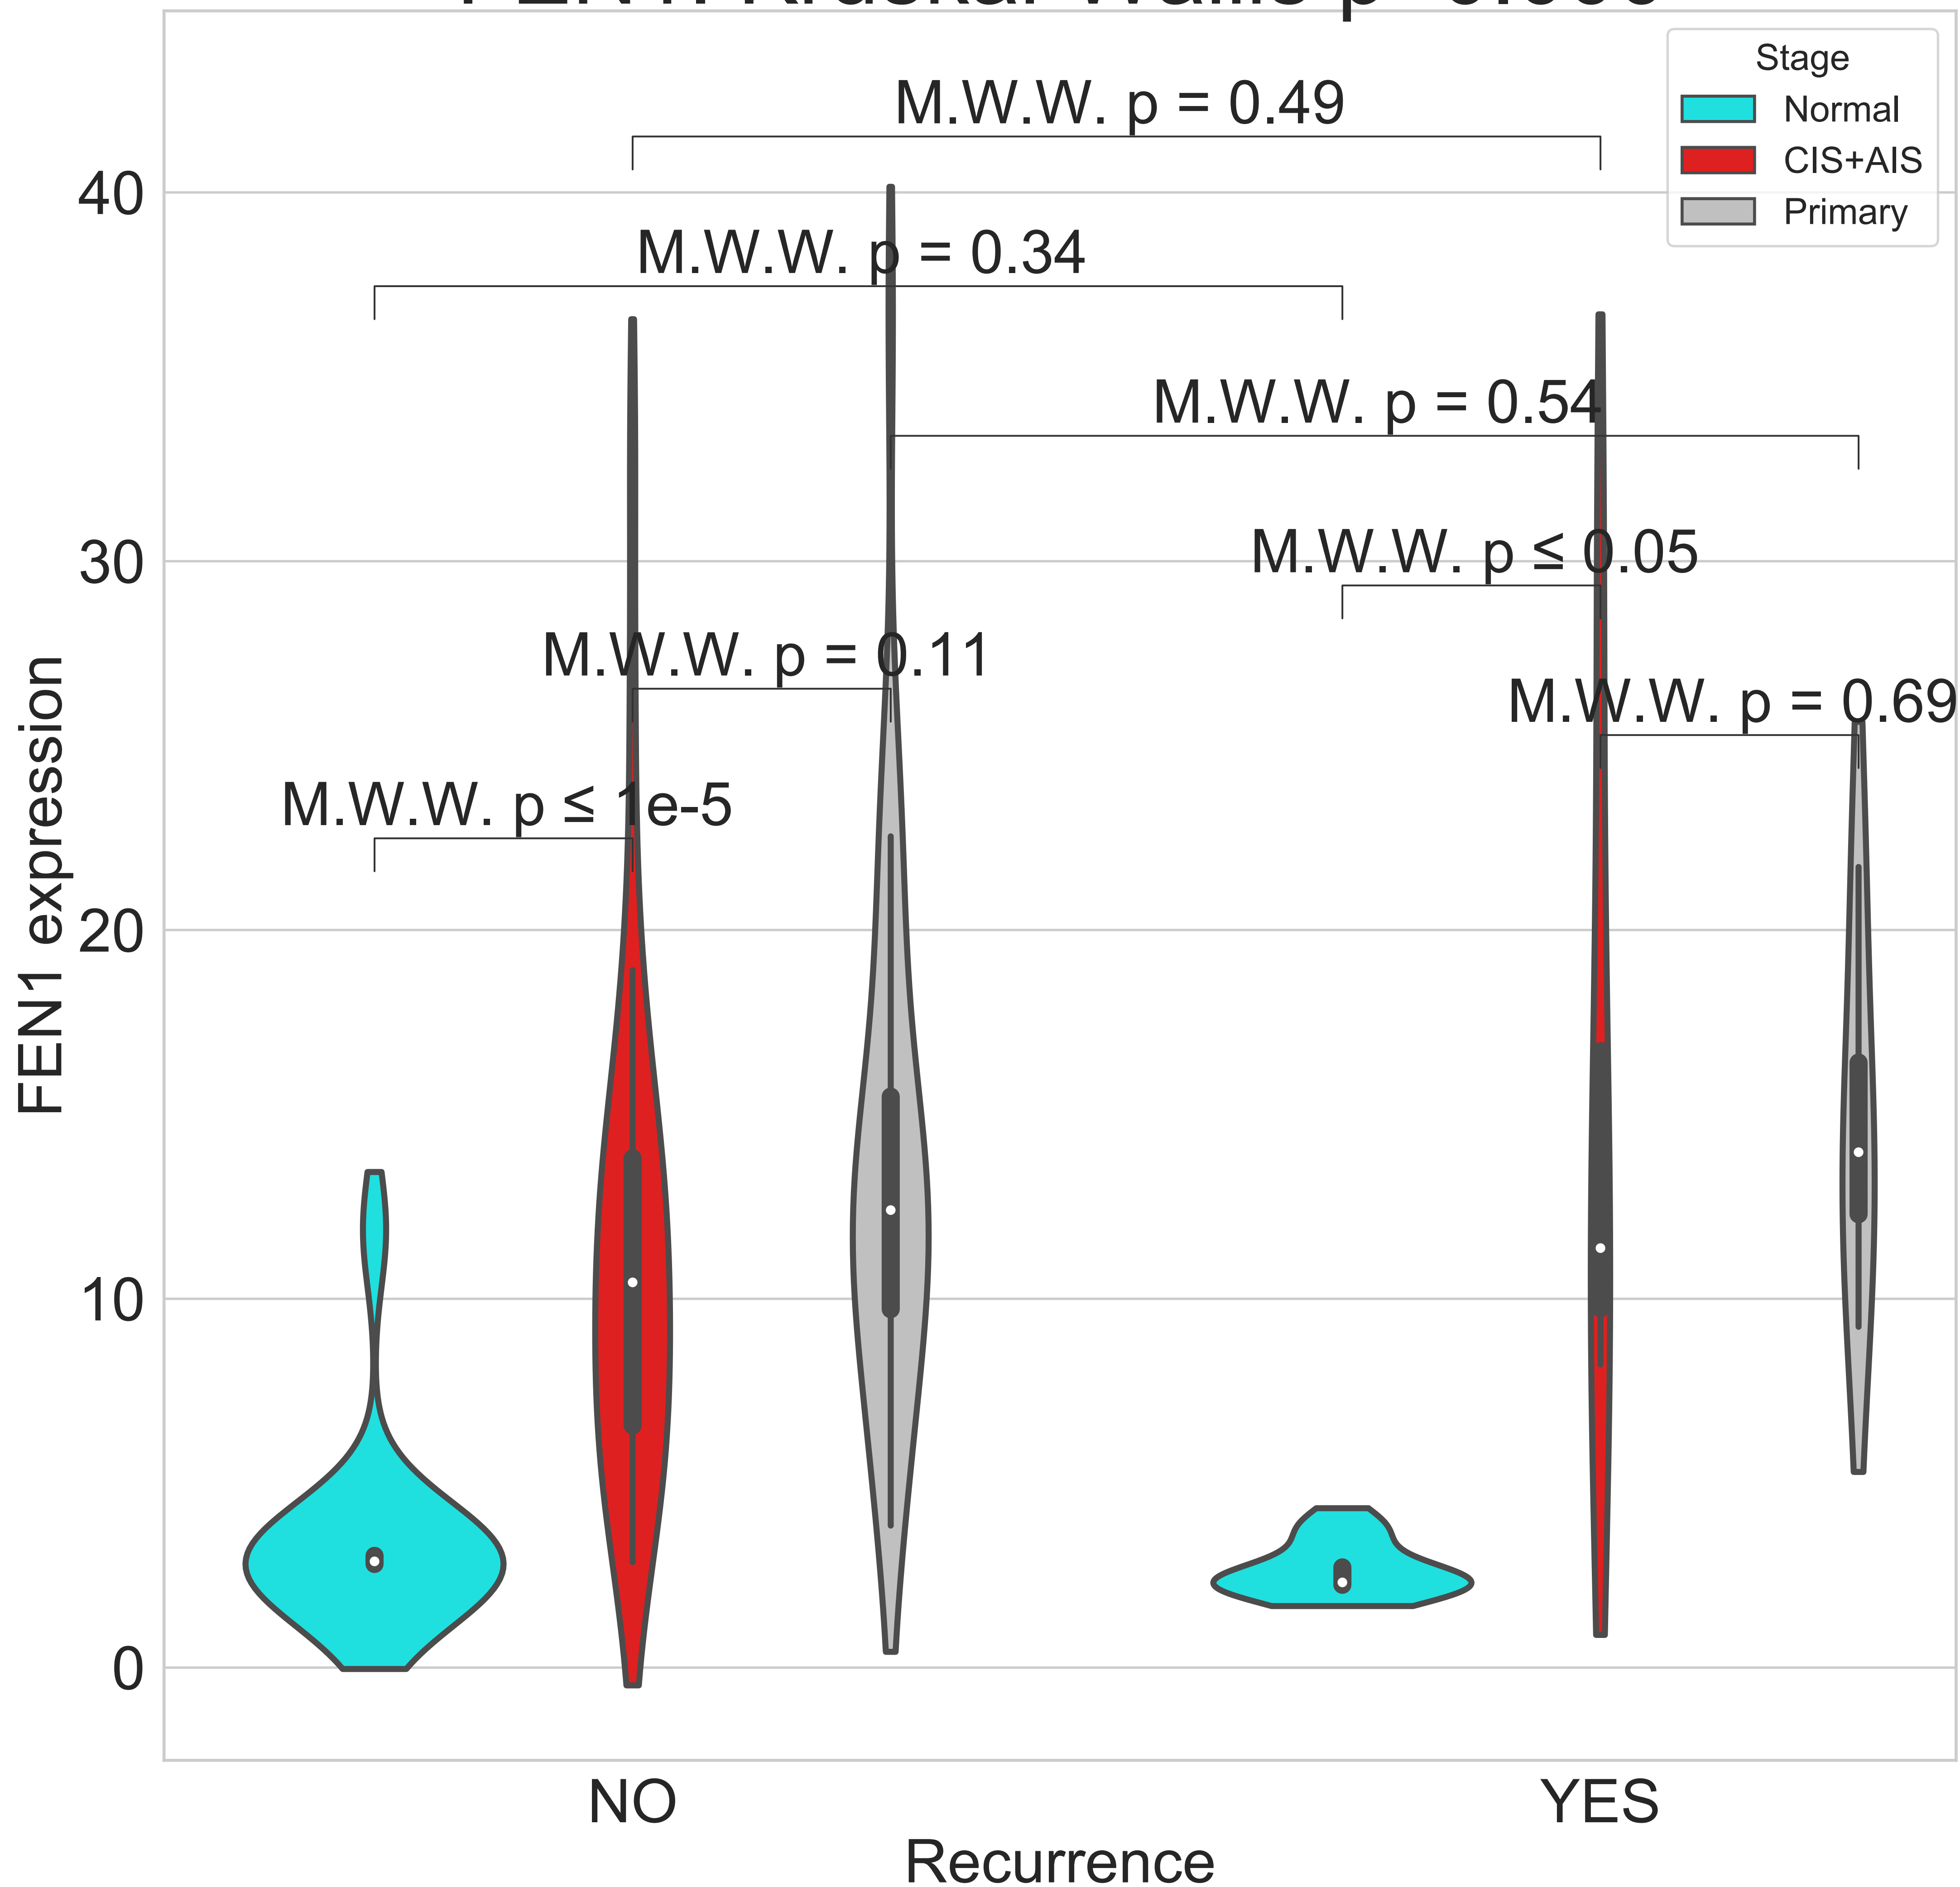 Stage
Normal
CIS+AIS
Primary
M.W.W. p = 0.49
M.W.W. p = 0.34
M.W.W. p = 0.54
M.W.W. p ≤ 0.05
M.W.W. p = 0.11
M.W.W. p = 0.69
M.W.W. p ≤ 1e-5
FEN1 expression
40
30
20
10
0
NO
YES
Recurrence